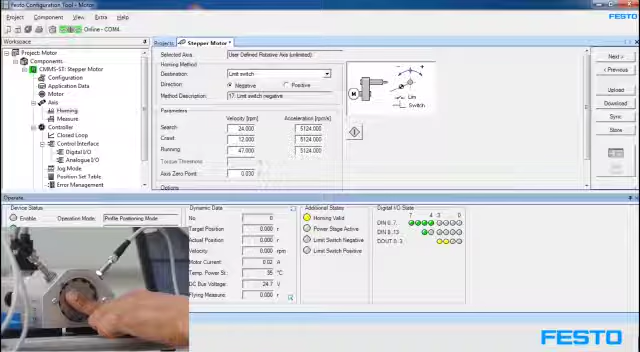 Festo Configuration Tool - Motor
Project Component View Extra Help
FESTO
Online - COM4
Workspace
Projects Stepper Motor *
Project: Motor
Components
CMMS-ST: Stepper Motor
Configuration
Application Data
Motor
Axis
Homing
Measure
Controller
Closed Loop
Control Interface
Digital I/O
Analogue I/O
Jog Mode
Position Set Table
Error Management
Selected Axis
User Defined Rotative Axis (unlimited)
Homing Method
Destination:
Limit switch
Direction:
Negative Positive
Method Description:
17: Limit switch negative
Parameters
Velocity [rpm] Acceleration [rpm/s]
Search 24.000 5124.000
Crawl 12.000 6124.000
Running 47.000 5124.000
Torque Threshold
Axis Zero Point: 0.000
Options
M
- +
Lim
Switch
Next >
< Previous
Upload
Download
Sync
Store
Operate
Device Status
Enable Operation Mode: Profile Positioning Mode
Dynamic Data
No. 0
Target Position 0.000 r
Actual Position: 0.000 r
Velocity: 0.000 rpm
Motor Current: 0.02 A
Temp. Power St.: 35 °C
DC Bus Voltage: 24.7 V
Flying Measure: 0.000 r
Additional States
Homing Valid
Power Stage Active
Limit Switch Negative
Limit Switch Positive
Digital I/O State
7 4 3 0
DIN 0..7:
DIN 8..13:
DOUT 0..3:
FESTO